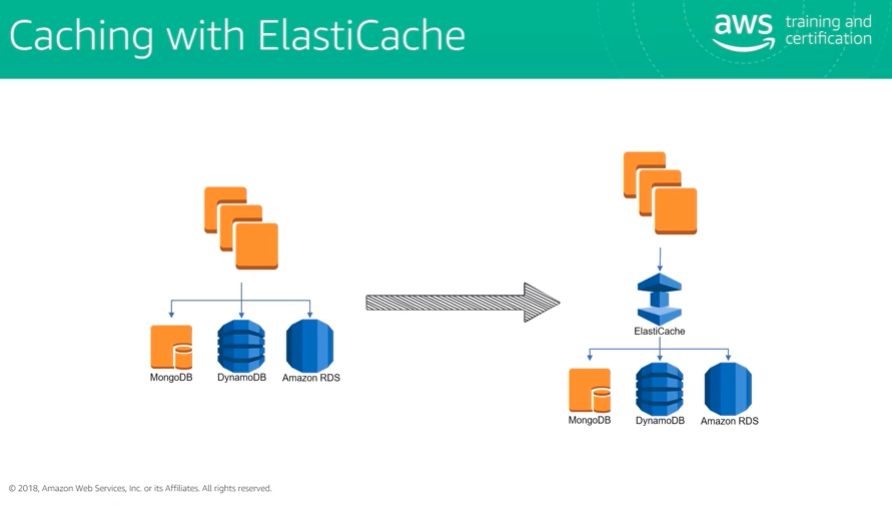 Caching with ElastiCache
aws training and
certification
ElastiCache
MongoDB DynamoDB Amazon RDS
MongoDB DynamoDB Amazon RDS
© 2018, Amazon Web Services, Inc. or its Affiliates. All rights reserved.